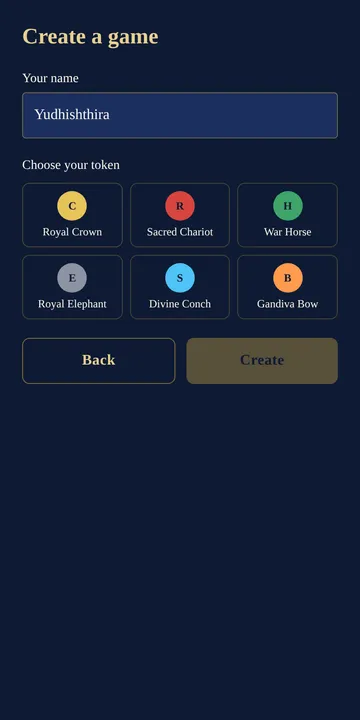 Create a game
Your name
Yudhishthira
Choose your token
C R H
Royal Crown Sacred Chariot War Horse
E S B
Royal Elephant Divine Conch Gandiva Bow
Back Create